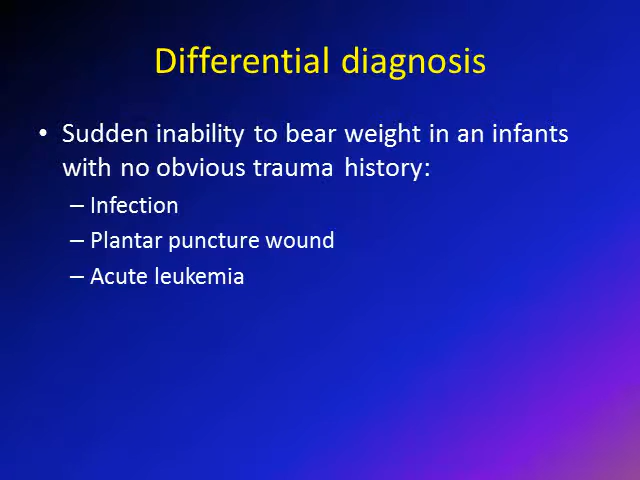 Differential diagnosis
• Sudden inability to bear weight in an infants
with no obvious trauma history:
– Infection
– Plantar puncture wound
– Acute leukemia